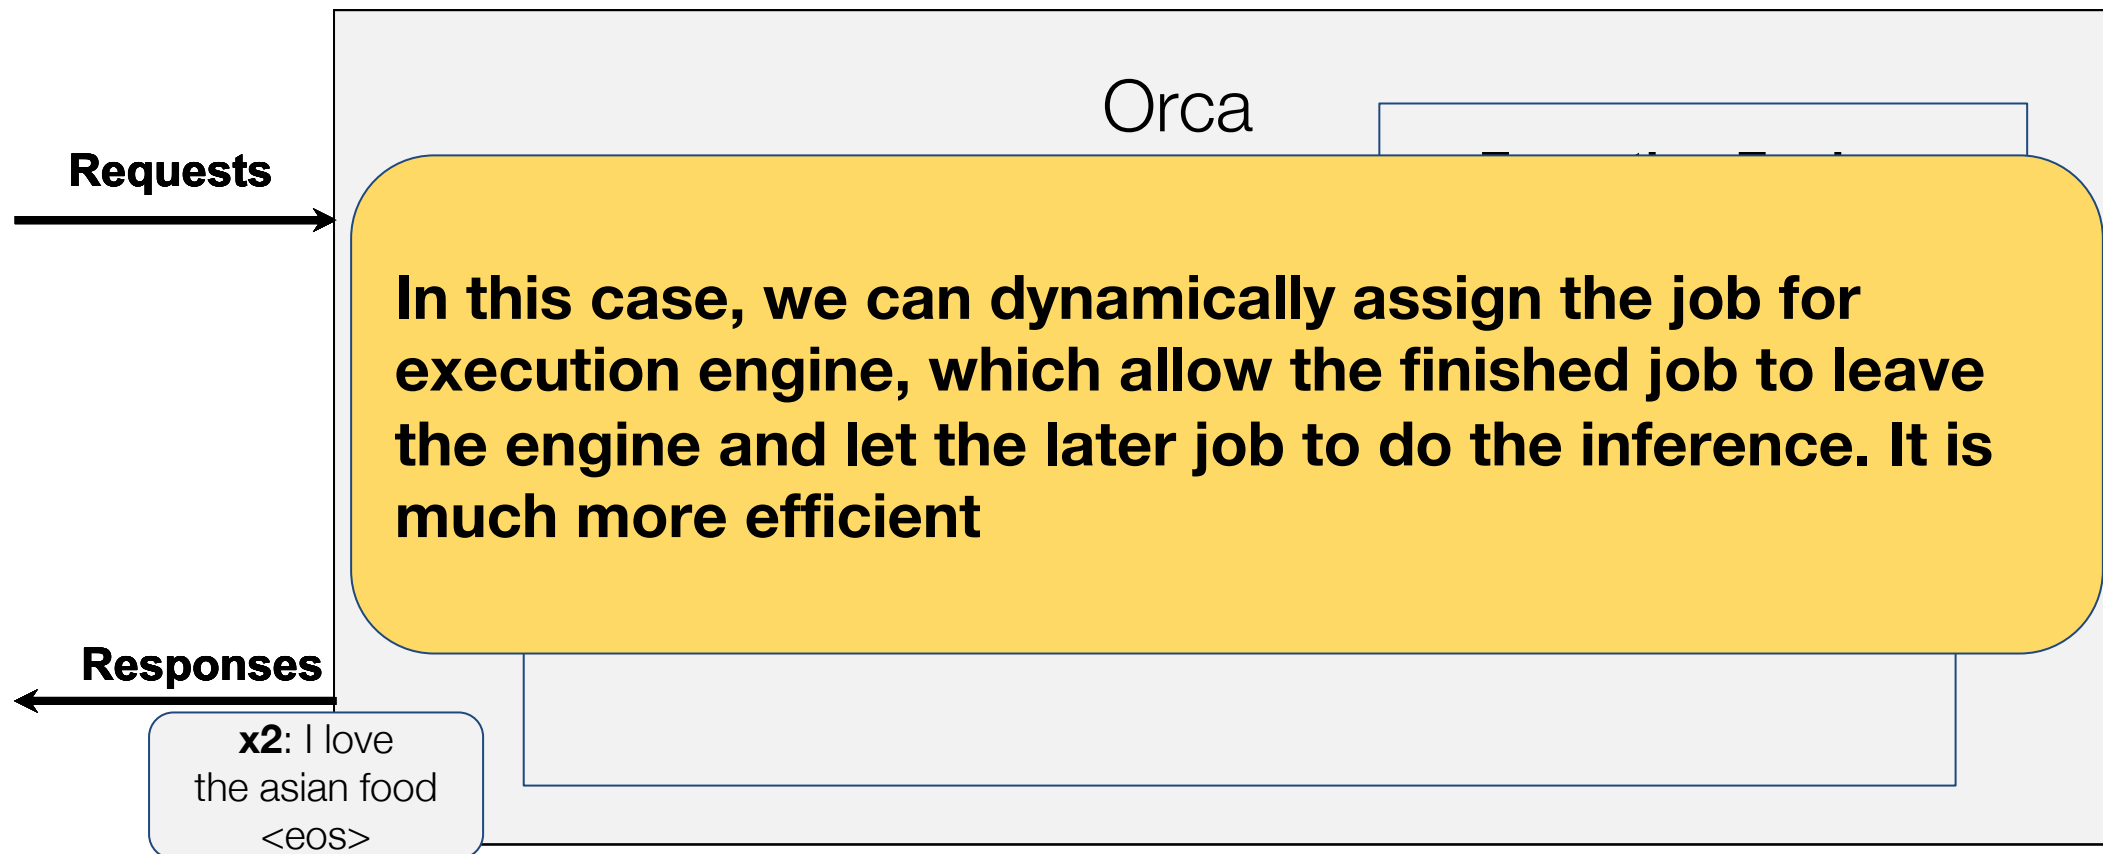 Orca
Requests
In this case, we can dynamically assign the job for
execution engine, which allow the finished job to leave
the engine and let the later job to do the inference. It is
much more efficient
Responses
x2: I love
the asian food
<eos>